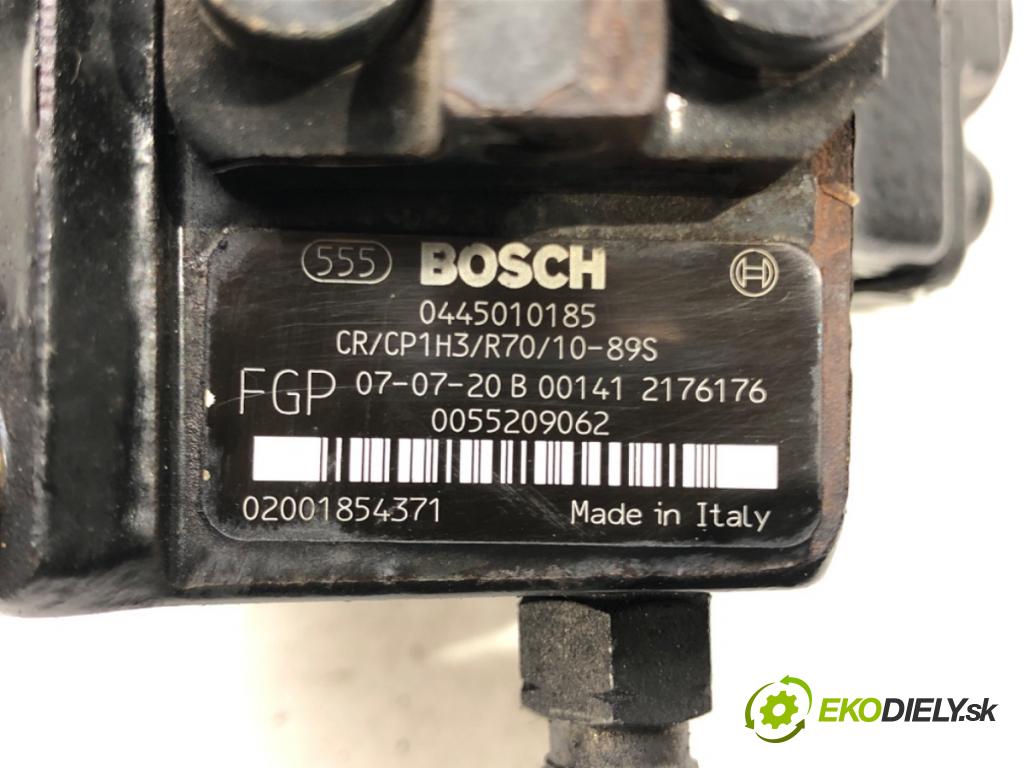 555 BOSCH
0445010185
CR/CP1H3/R70/10-89S
FGP 07-07-20 B 00141 2176176
0055209062
02001854371 Made in Italy
EKODIELY.sk